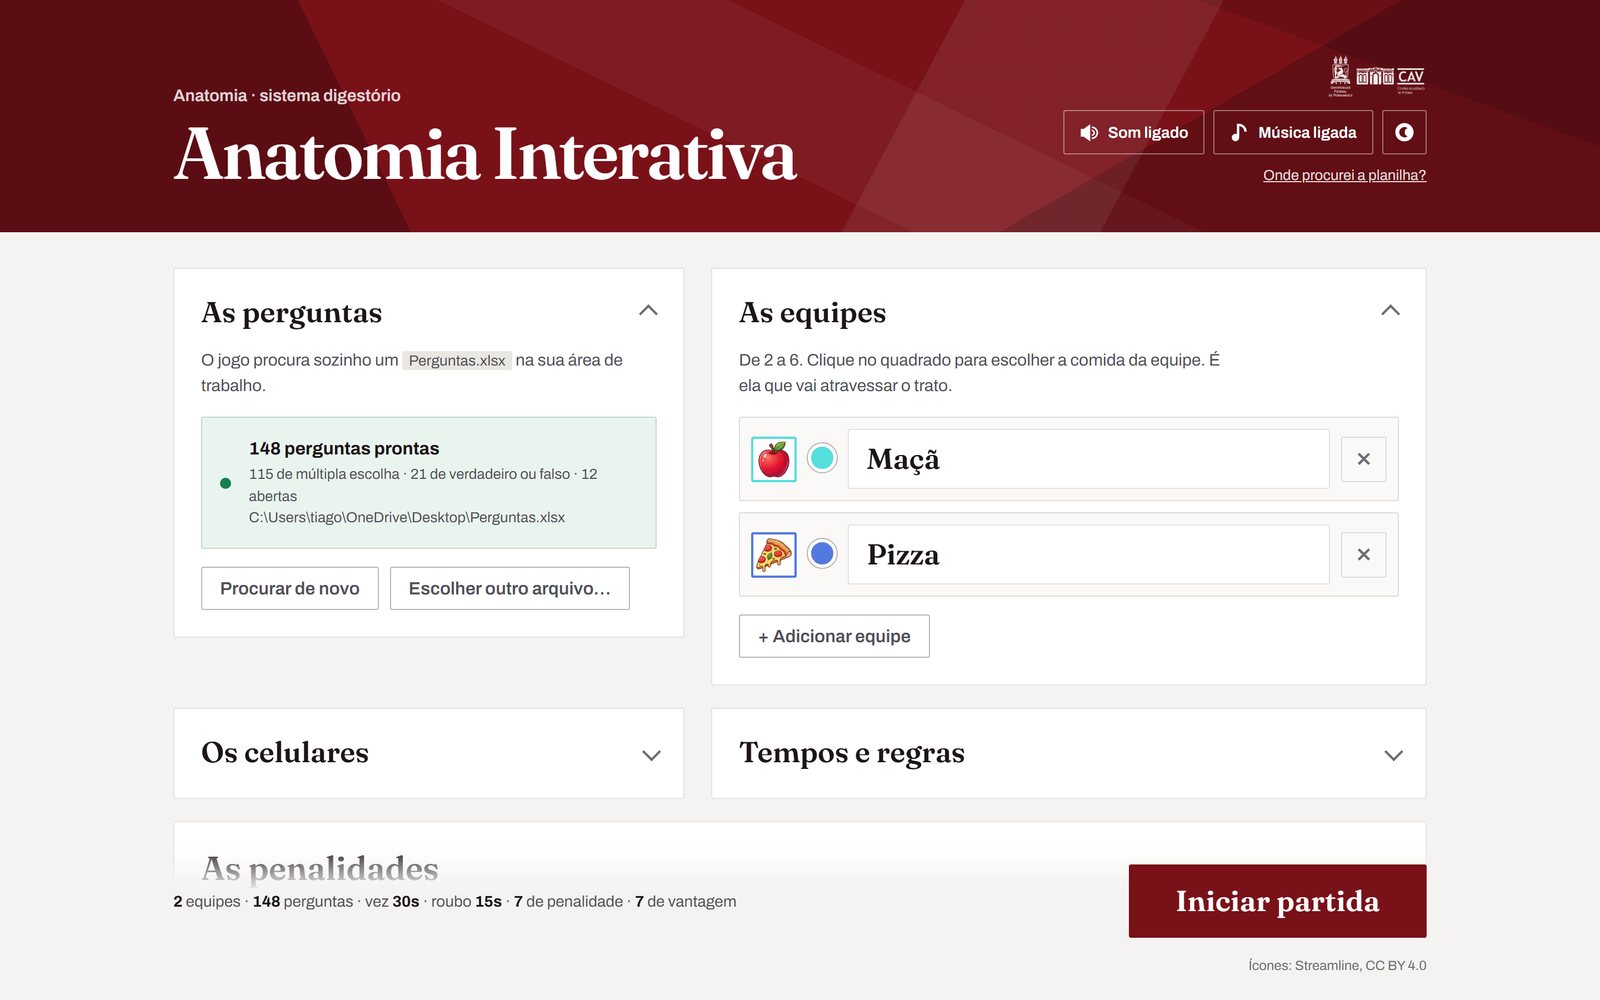 Anatomia · sistema digestório
Anatomia Interativa
CAV
Som ligado
Música ligada
Onde procurei a planilha?
As perguntas
O jogo procura sozinho um Perguntas.xlsx na sua área de
trabalho.
148 perguntas prontas
115 de múltipla escolha · 21 de verdadeiro ou falso · 12
abertas
C:\Users\tiago\OneDrive\Desktop\Perguntas.xlsx
Procurar de novo
Escolher outro arquivo...
As equipes
De 2 a 6. Clique no quadrado para escolher a comida da equipe. É
ela que vai atravessar o trato.
Maçã
Pizza
+ Adicionar equipe
Os celulares
Tempos e regras
As penalidades
2 equipes · 148 perguntas · vez 30s · roubo 15s · 7 de penalidade · 7 de vantagem
Iniciar partida
Ícones: Streamline, CC BY 4.0